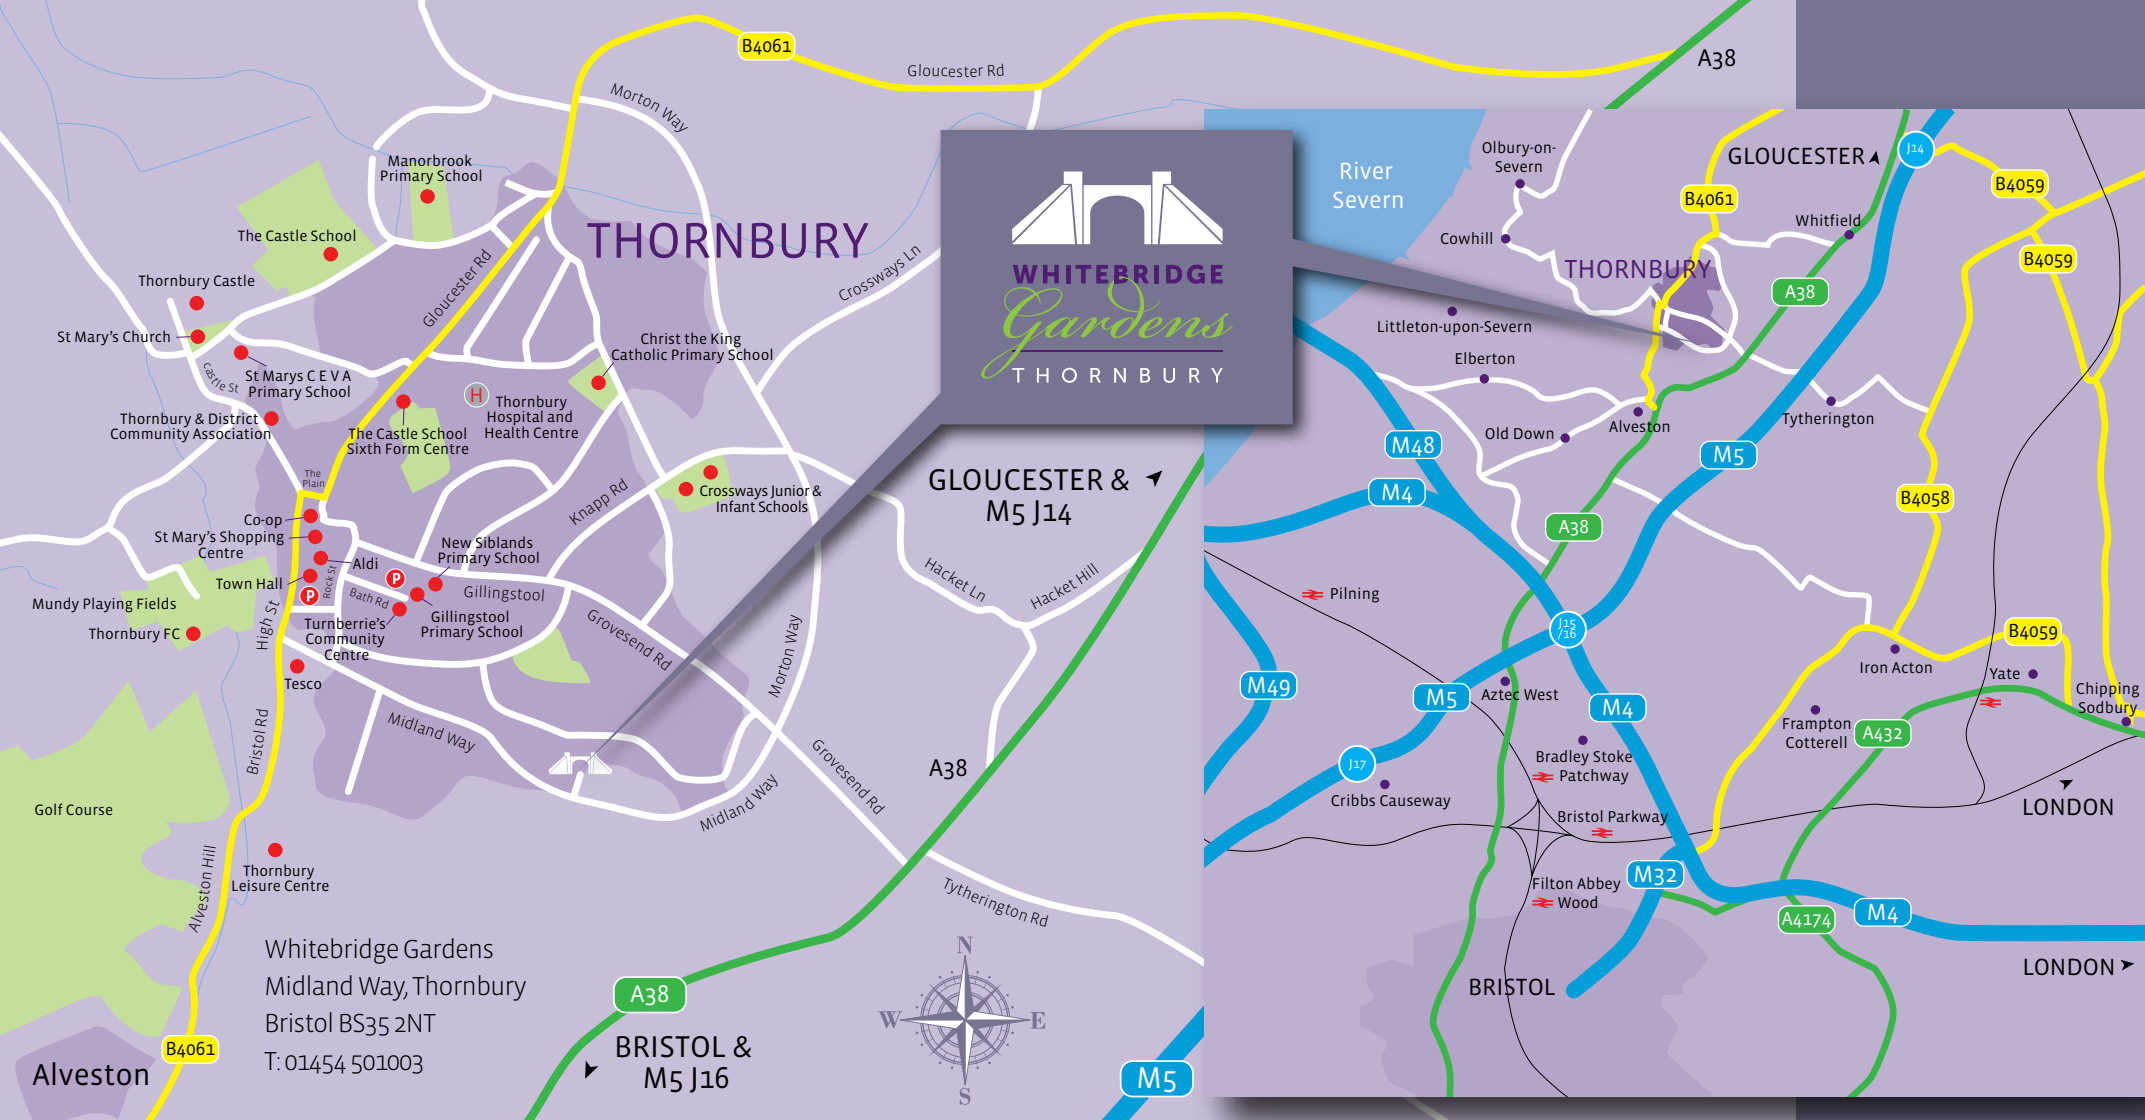 B4061
Gloucester Rd
A38
Morton Way
Manorbrook
Primary School
The Castle School
THORNBURY
Gloucester Rd
Crossways Ln
Thornbury Castle
St Mary's Church
Castle St
St Marys C E V A
Primary School
Christ the King
Catholic Primary School
Thornbury & District
Community Association
H
Thornbury
Hospital and
Health Centre
The Castle School
Sixth Form Centre
The
Plain
Knapp Rd
Crossways Junior &
Infant Schools
Co-op
St Mary's Shopping
Centre
Aldi
Town Hall
P
P
Rock St
Bath Rd
New Siblands
Primary School
Gillingstool
Gillingstool
Primary School
Turnberrie's
Community
Centre
Mundy Playing Fields
Thornbury FC
High St
Tesco
Grovesend Rd
Morton Way
Midland Way
Bristol Rd
Golf Course
Midland Way
Grovesend Rd
Hacket Ln
Hacket Hill
GLOUCESTER &
M5 J14
A38
Thornbury
Leisure Centre
Alveston Hill
Tytherington Rd
Whitebridge Gardens
Midland Way, Thornbury
Bristol BS35 2NT
T: 01454 501003
A38
BRISTOL &
M5 J16
B4061
Alveston
N
W
E
S
M5
WHITEBRIDGE
Gardens
THORNBURY
River
Severn
Olbury-on-
Severn
Cowhill
GLOUCESTER
J14
B4059
B4061
Whitfield
B4059
THORNBURY
A38
Littleton-upon-Severn
Elberton
Old Down
Alveston
Tytherington
M48
M5
M4
B4058
A38
Pilning
J15
/16
B4059
Iron Acton
Yate
Chipping
Sodbury
M49
M5
Aztec West
M4
Frampton
Cotterell
A432
Bradley Stoke
Patchway
J17
Cribbs Causeway
Bristol Parkway
LONDON
M32
Filton Abbey
Wood
A4174
M4
BRISTOL
LONDON